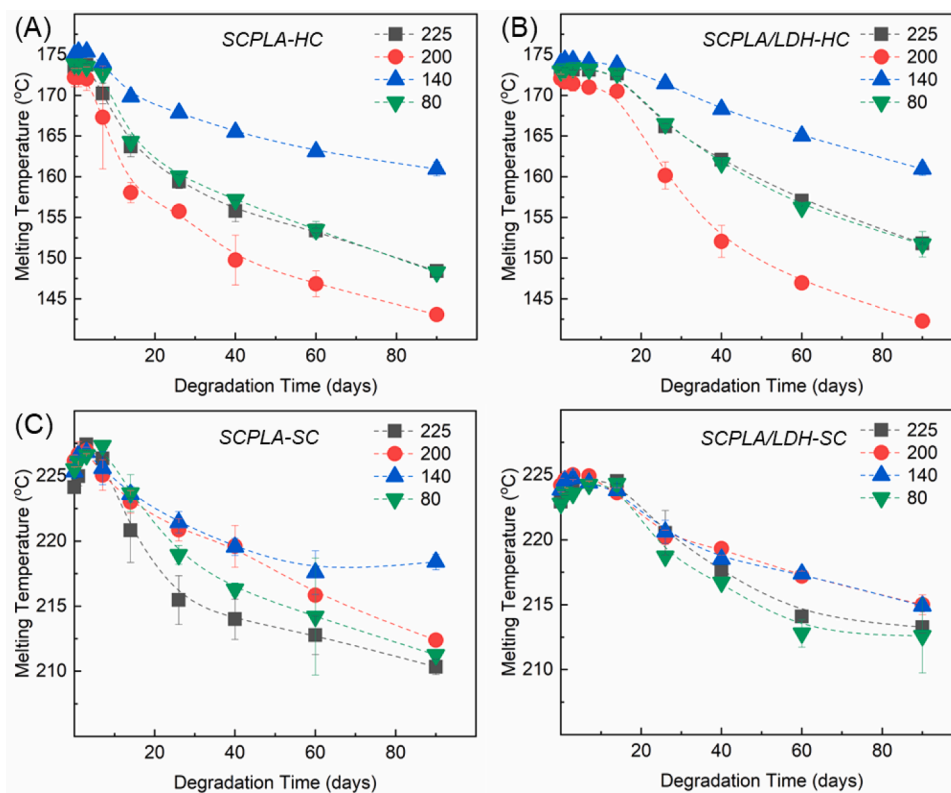 (A)
SCPLA-HC
225
200
140
80
175
170
165
160
155
150
145
Melting Temperature (°C)
20 40 60 80
Degradation Time (days)
(B)
SCPLA/LDH-HC
225
200
140
80
175
170
165
160
155
150
145
Melting Temperature (°C)
20 40 60 80
Degradation Time (days)
(C)
SCPLA-SC
225
200
140
80
225
220
215
210
Melting Temperature (°C)
20 40 60 80
Degradation Time (days)
SCPLA/LDH-SC
225
200
140
80
225
220
215
210
Melting Temperature (°C)
20 40 60 80
Degradation Time (days)